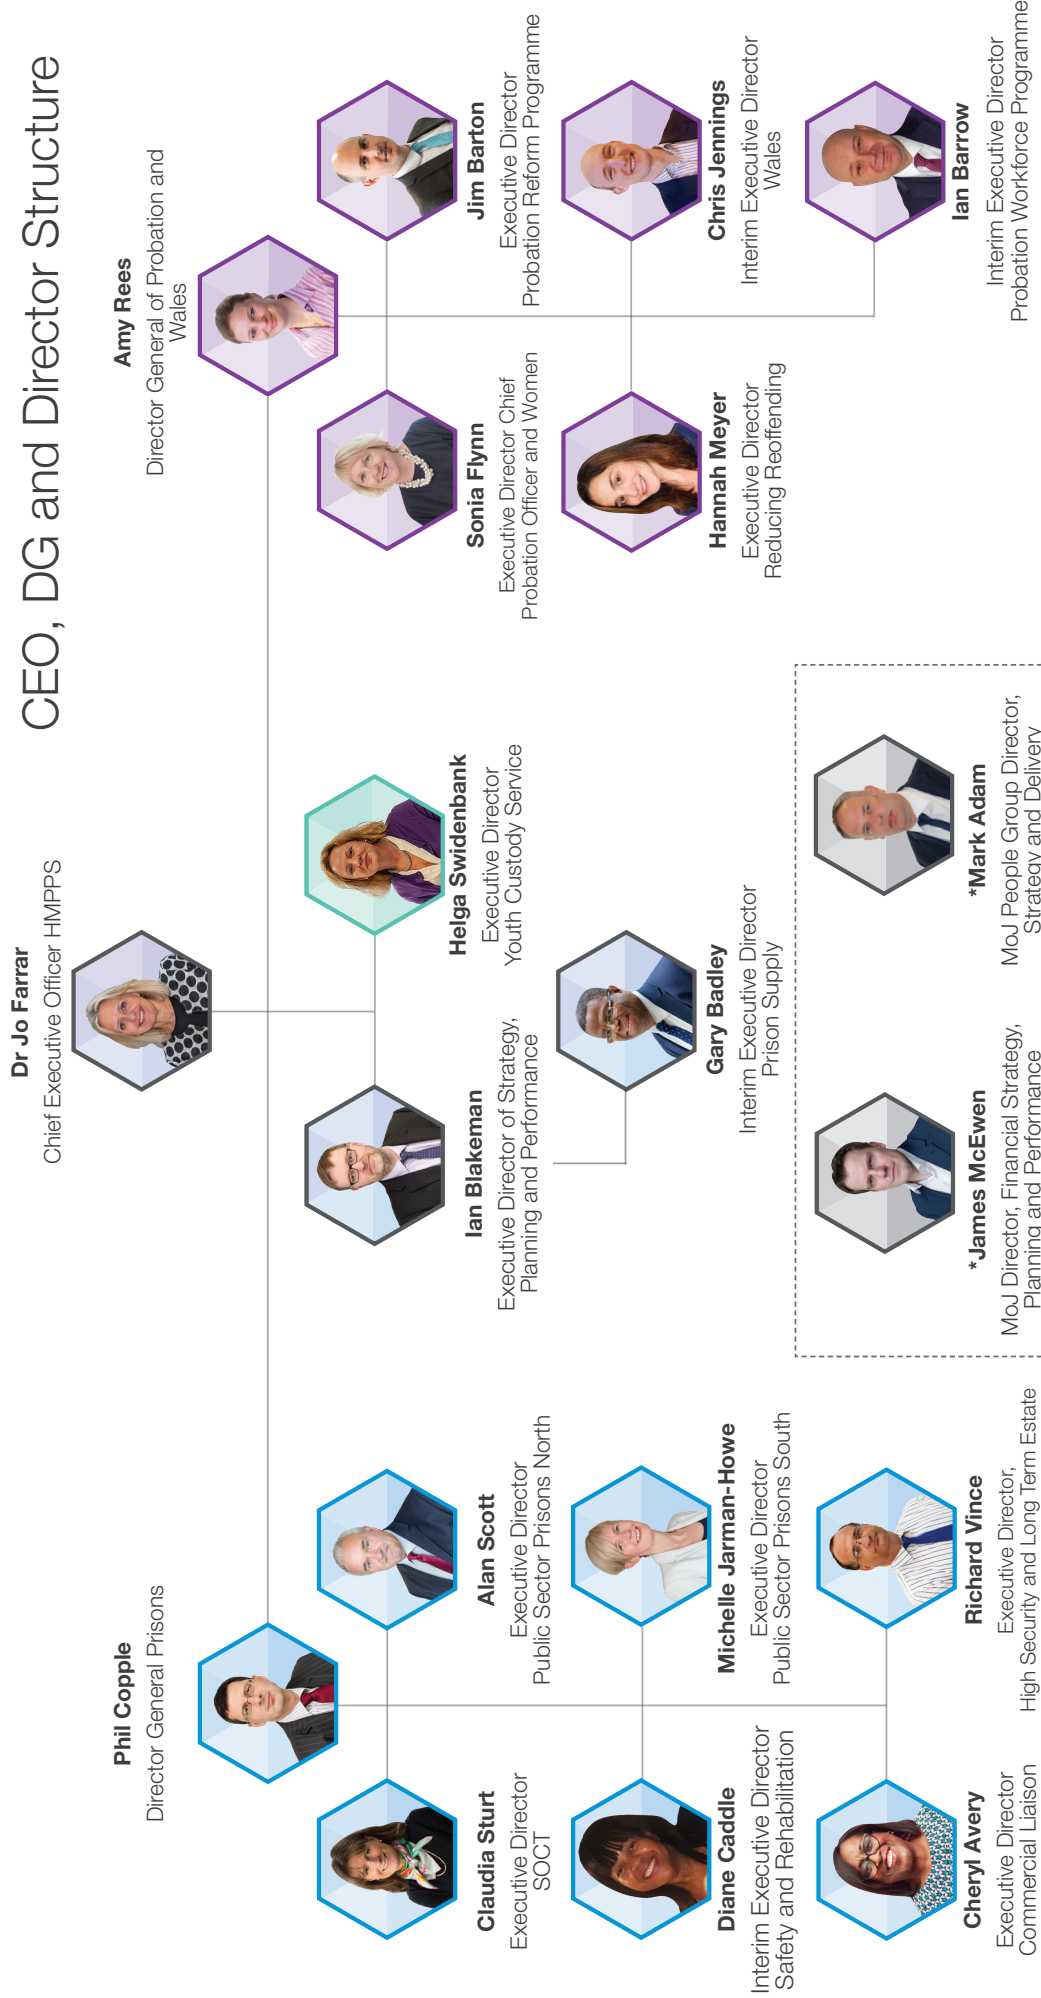 CEO, DG and Director Structure
Dr Jo Farrar
Chief Executive Officer HMPPS
Phil Copple
Director General Prisons
Amy Rees
Director General of Probation and
Wales
Claudia Sturt
Executive Director
SOCT
Alan Scott
Executive Director
Public Sector Prisons North
Diane Caddle
Interim Executive Director
Safety and Rehabilitation
Michelle Jarman-Howe
Executive Director
Public Sector Prisons South
Cheryl Avery
Executive Director
Commercial Liaison
Richard Vince
Executive Director,
High Security and Long Term Estate
Ian Blakeman
Executive Director of Strategy,
Planning and Performance
Helga Swidenbank
Executive Director
Youth Custody Service
Gary Badley
Interim Executive Director
Prison Supply
*James McEwen
MoJ Director, Financial Strategy,
Planning and Performance
*Mark Adam
MoJ People Group Director,
Strategy and Delivery
Sonia Flynn
Executive Director Chief
Probation Officer and Women
Jim Barton
Executive Director
Probation Reform Programme
Hannah Meyer
Executive Director
Reducing Reoffending
Chris Jennings
Interim Executive Director
Wales
Ian Barrow
Interim Executive Director
Probation Workforce Programme